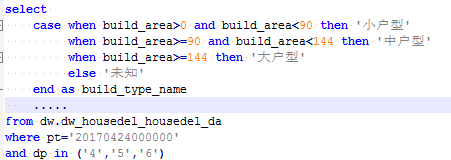 select
case when build_area>0 and build_area<90 then '小户型'
when build_area>=90 and build_area<144 then '中户型'
when build_area>=144 then '大户型'
else '未知'
end as build_type_name
.....
from dw.dw_housedel_housedel_da
where pt='20170424000000'
and dp in ('4','5','6')